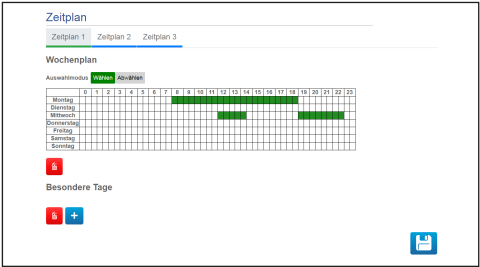 Zeitplan
Zeitplan 1 Zeitplan 2 Zeitplan 3
Wochenplan
Auswahlmodus Wählen Abwählen
0 1 2 3 4 5 6 7 8 9 10 11 12 13 14 15 16 17 18 19 20 21 22 23
Montag
Dienstag
Mittwoch
Donnerstag
Freitag
Samstag
Sonntag
Besondere Tage
+